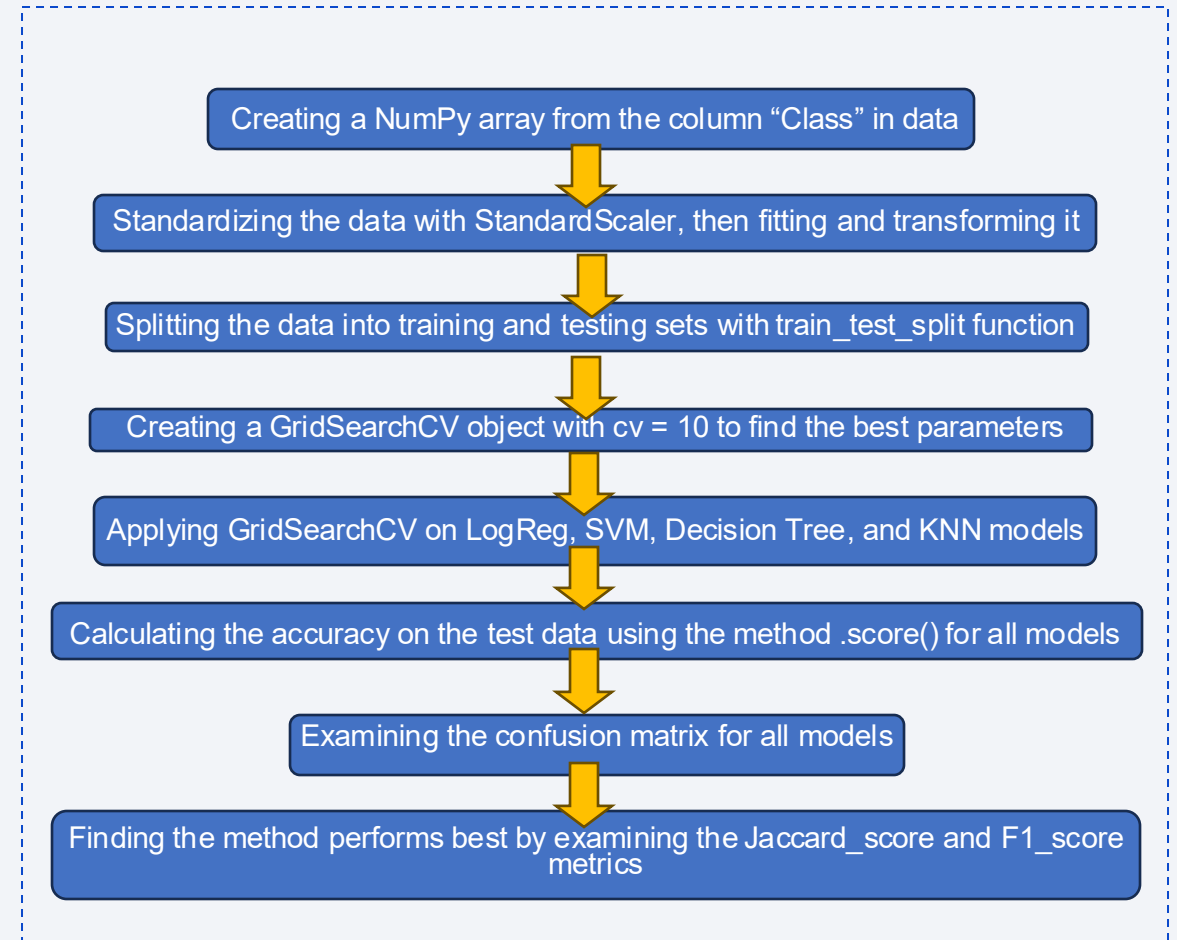 Creating a NumPy array from the column “Class” in data
Standardizing the data with StandardScaler, then fitting and transforming it
Splitting the data into training and testing sets with train_test_split function
Creating a GridSearchCV object with cv = 10 to find the best parameters
Applying GridSearchCV on LogReg, SVM, Decision Tree, and KNN models
Calculating the accuracy on the test data using the method .score() for all models
Examining the confusion matrix for all models
Finding the method performs best by examining the Jaccard_score and F1_score
metrics